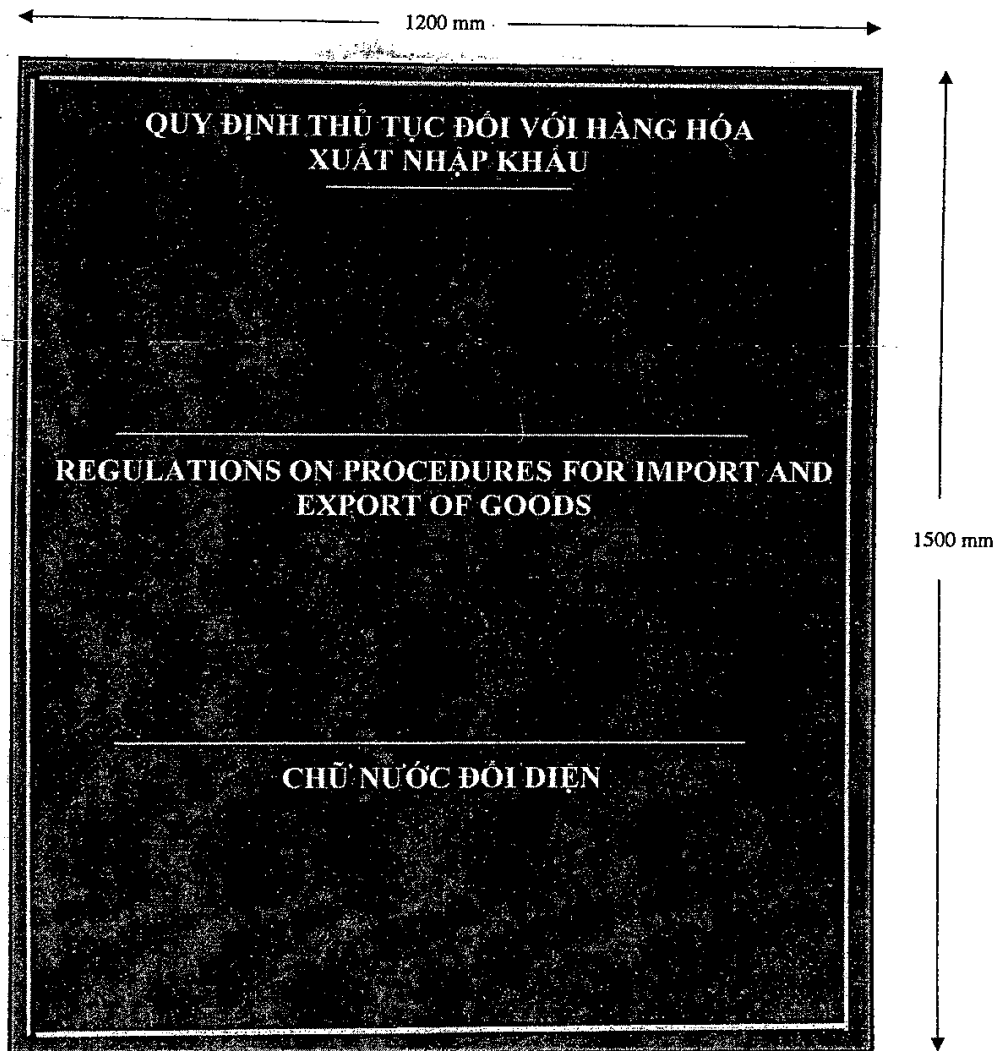 1200 mm
QUY ĐỊNH THỦ TỤC ĐỐI VỚI HÀNG HÓA
XUẤT NHẬP KHẨU
REGULATIONS ON PROCEDURES FOR IMPORT AND
EXPORT OF GOODS
1500 mm
CHỮ NƯỚC ĐỐI DIỆN